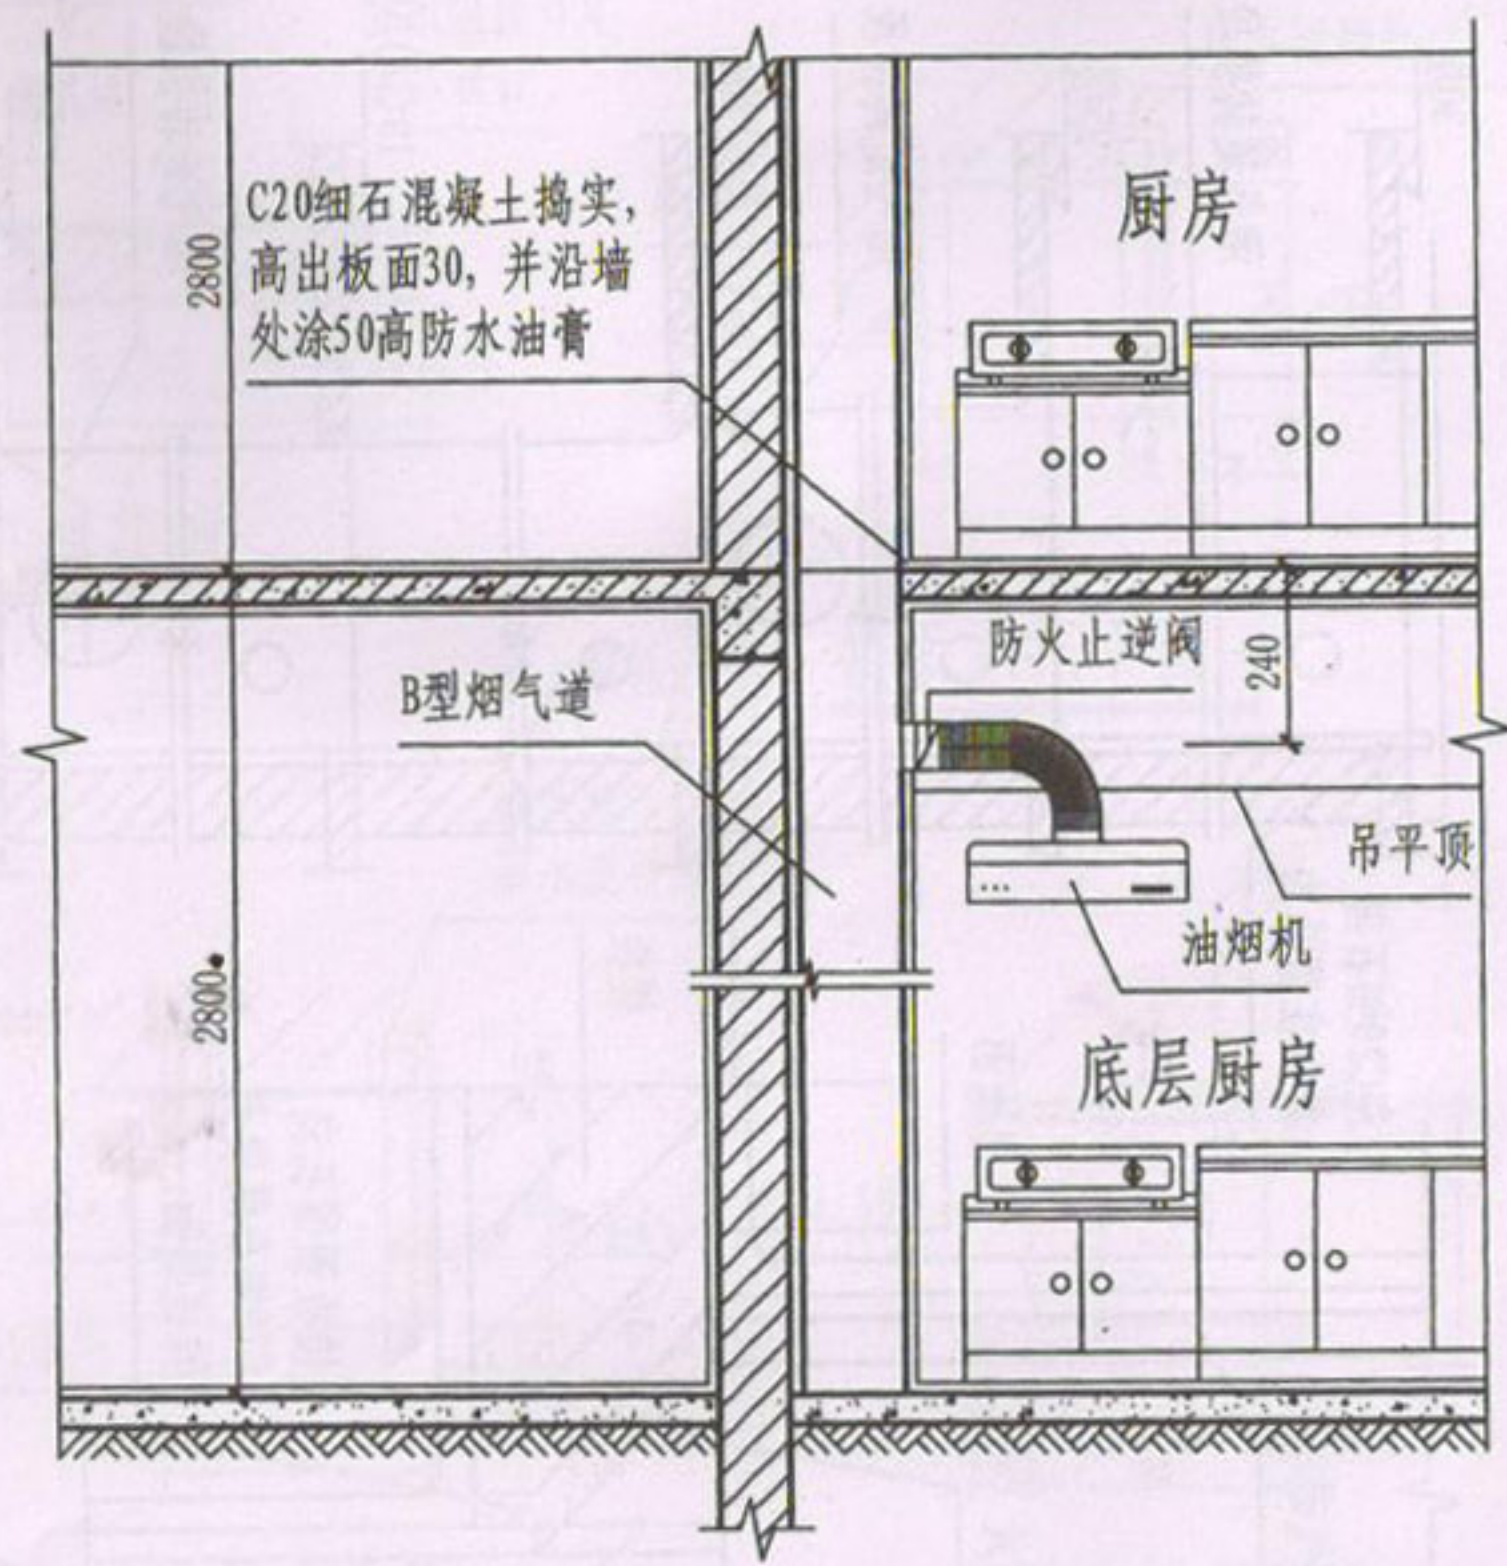 厨房
C20细石混凝土捣实，
高出板面30，并沿墙
处涂50高防水油膏
2800
防火止逆阀
240
B型烟气道
吊平顶
油烟机
2800
底层厨房